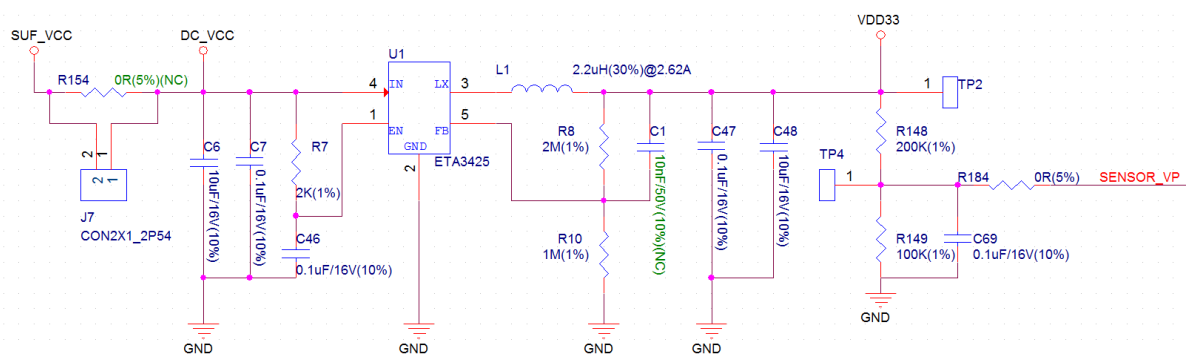 SUF_VCC
DC_VCC
VDD33
R154
0R(5%)(NC)
U1
L1
2.2uH(30%)@2.62A
4
IN
LX
3
1
TP2
1
EN
FB
5
GND
ETA3425
2
C6
10uF/16V(10%)
C7
0.1uF/16V(10%)
R7
2K(1%)
R8
2M(1%)
C1
10nF/50V(10%)(NC)
C47
0.1uF/16V(10%)
C48
10uF/16V(10%)
R148
200K(1%)
2
1
2
1
J7
CON2X1_2P54
TP4
1
R184
0R(5%)
SENSOR_VP
C46
0.1uF/16V(10%)
R10
1M(1%)
R149
100K(1%)
C69
0.1uF/16V(10%)
GND
GND
GND
GND
GND